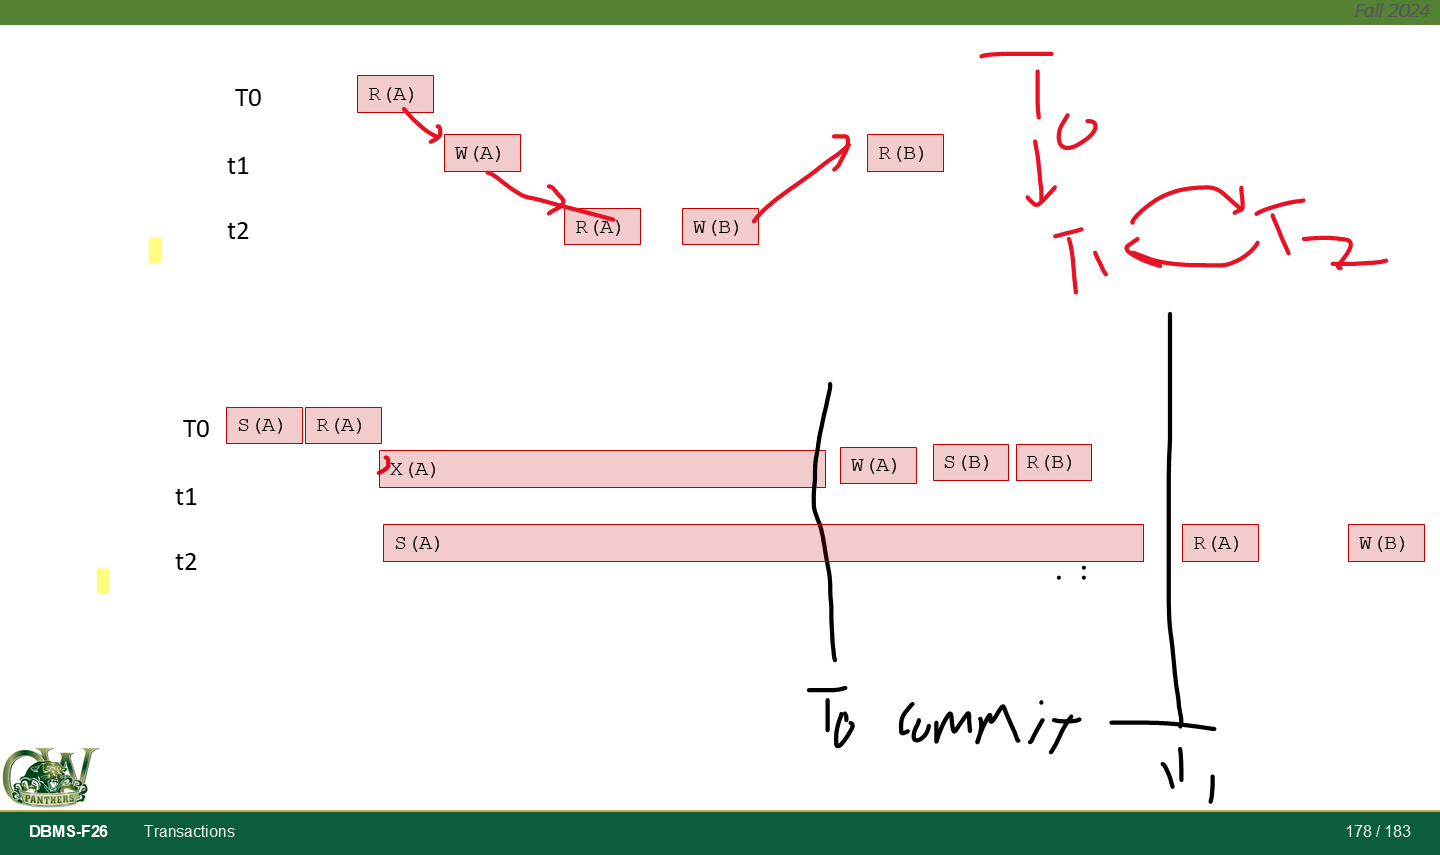 Fall 2024
T0 R(A)
T0
t1 W(A) R(B)
t2 R(A) W(B)
T1 T2
T0 S(A) R(A)
X(A) W(A) S(B) R(B)
t1
S(A) R(A) W(B)
t2
T0 commit
PANTHERS
DBMS-F26 Transactions 178 / 183